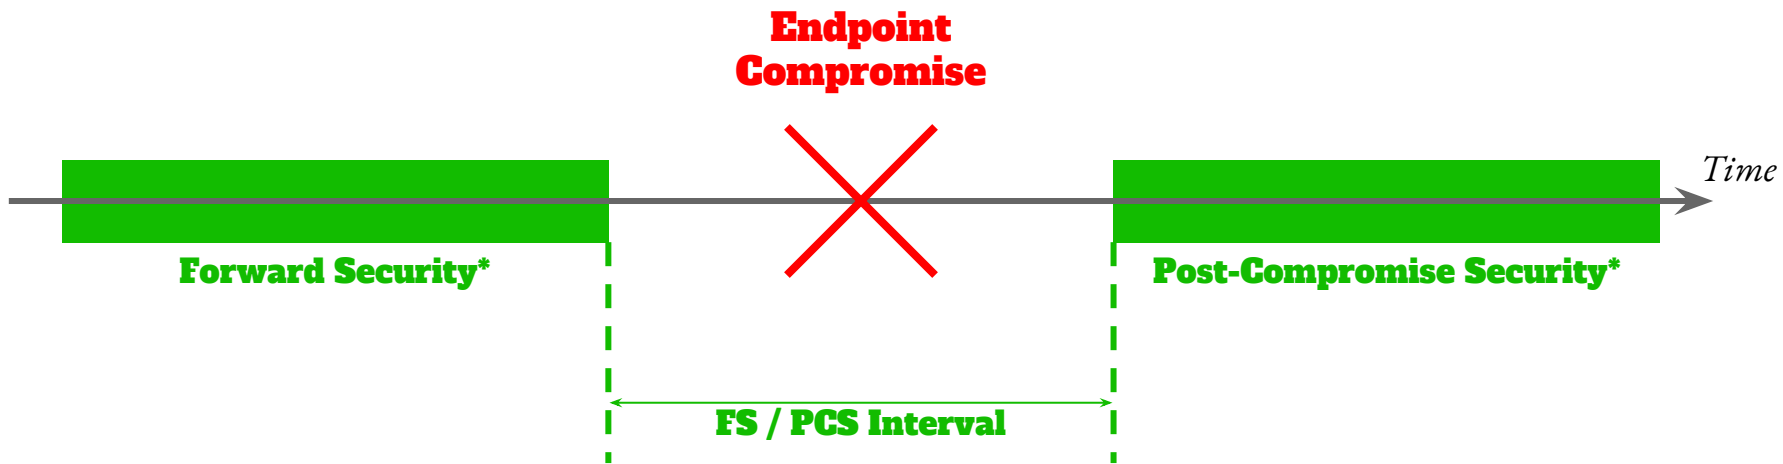 Endpoint
Compromise
Time
Forward Security*
Post-Compromise Security*
FS / PCS Interval